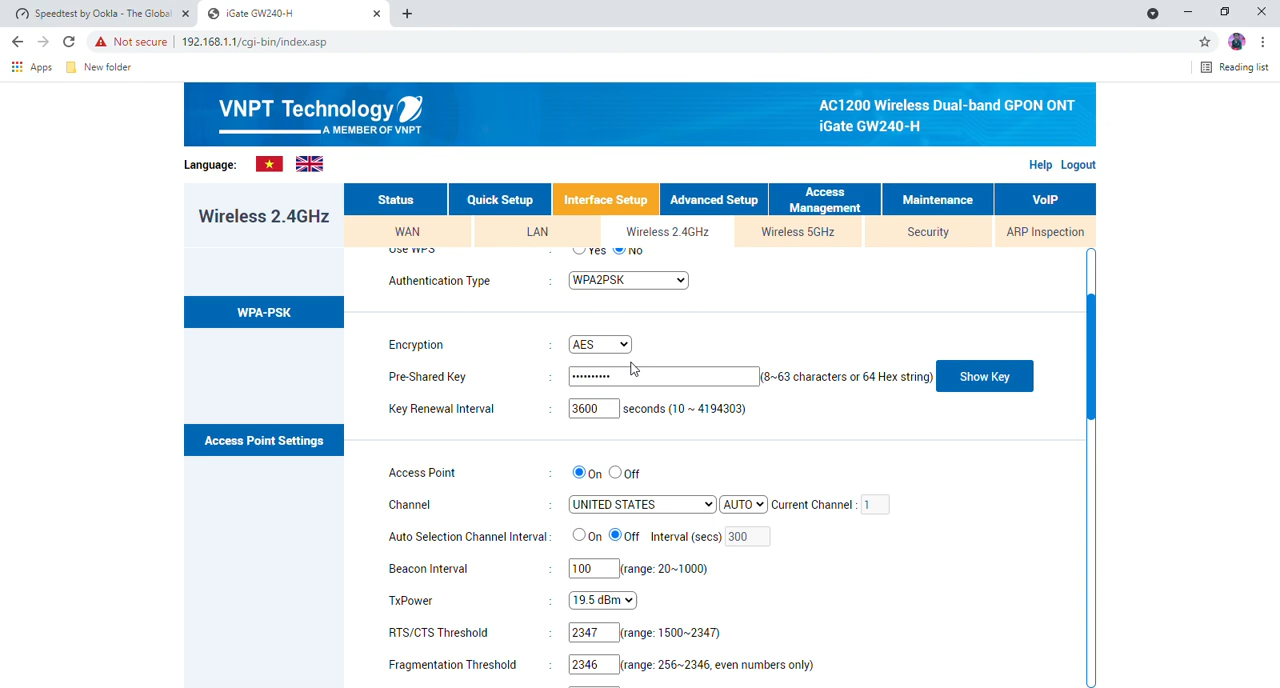 Speedtest by Ookla - The Global
iGate GW240-H
Not secure 192.168.1.1/cgi-bin/index.asp
Apps New folder Reading list
VNPT Technology
A MEMBER OF VNPT
AC1200 Wireless Dual-band GPON ONT
iGate GW240-H
Language: Help Logout
Wireless 2.4GHz
Status Quick Setup Interface Setup Advanced Setup Access Management Maintenance VoIP
WAN LAN Wireless 2.4GHz Wireless 5GHz Security ARP Inspection
Use WPS : Yes No
Authentication Type : WPA2PSK
WPA-PSK
Encryption : AES
Pre-Shared Key : •••••••••• (8~63 characters or 64 Hex string) Show Key
Key Renewal Interval : 3600 seconds (10 ~ 4194303)
Access Point Settings
Access Point : On Off
Channel : UNITED STATES AUTO Current Channel : 1
Auto Selection Channel Interval : On Off Interval (secs) 300
Beacon Interval : 100 (range: 20~1000)
TxPower : 19.5 dBm
RTS/CTS Threshold : 2347 (range: 1500~2347)
Fragmentation Threshold : 2346 (range: 256~2346, even numbers only)